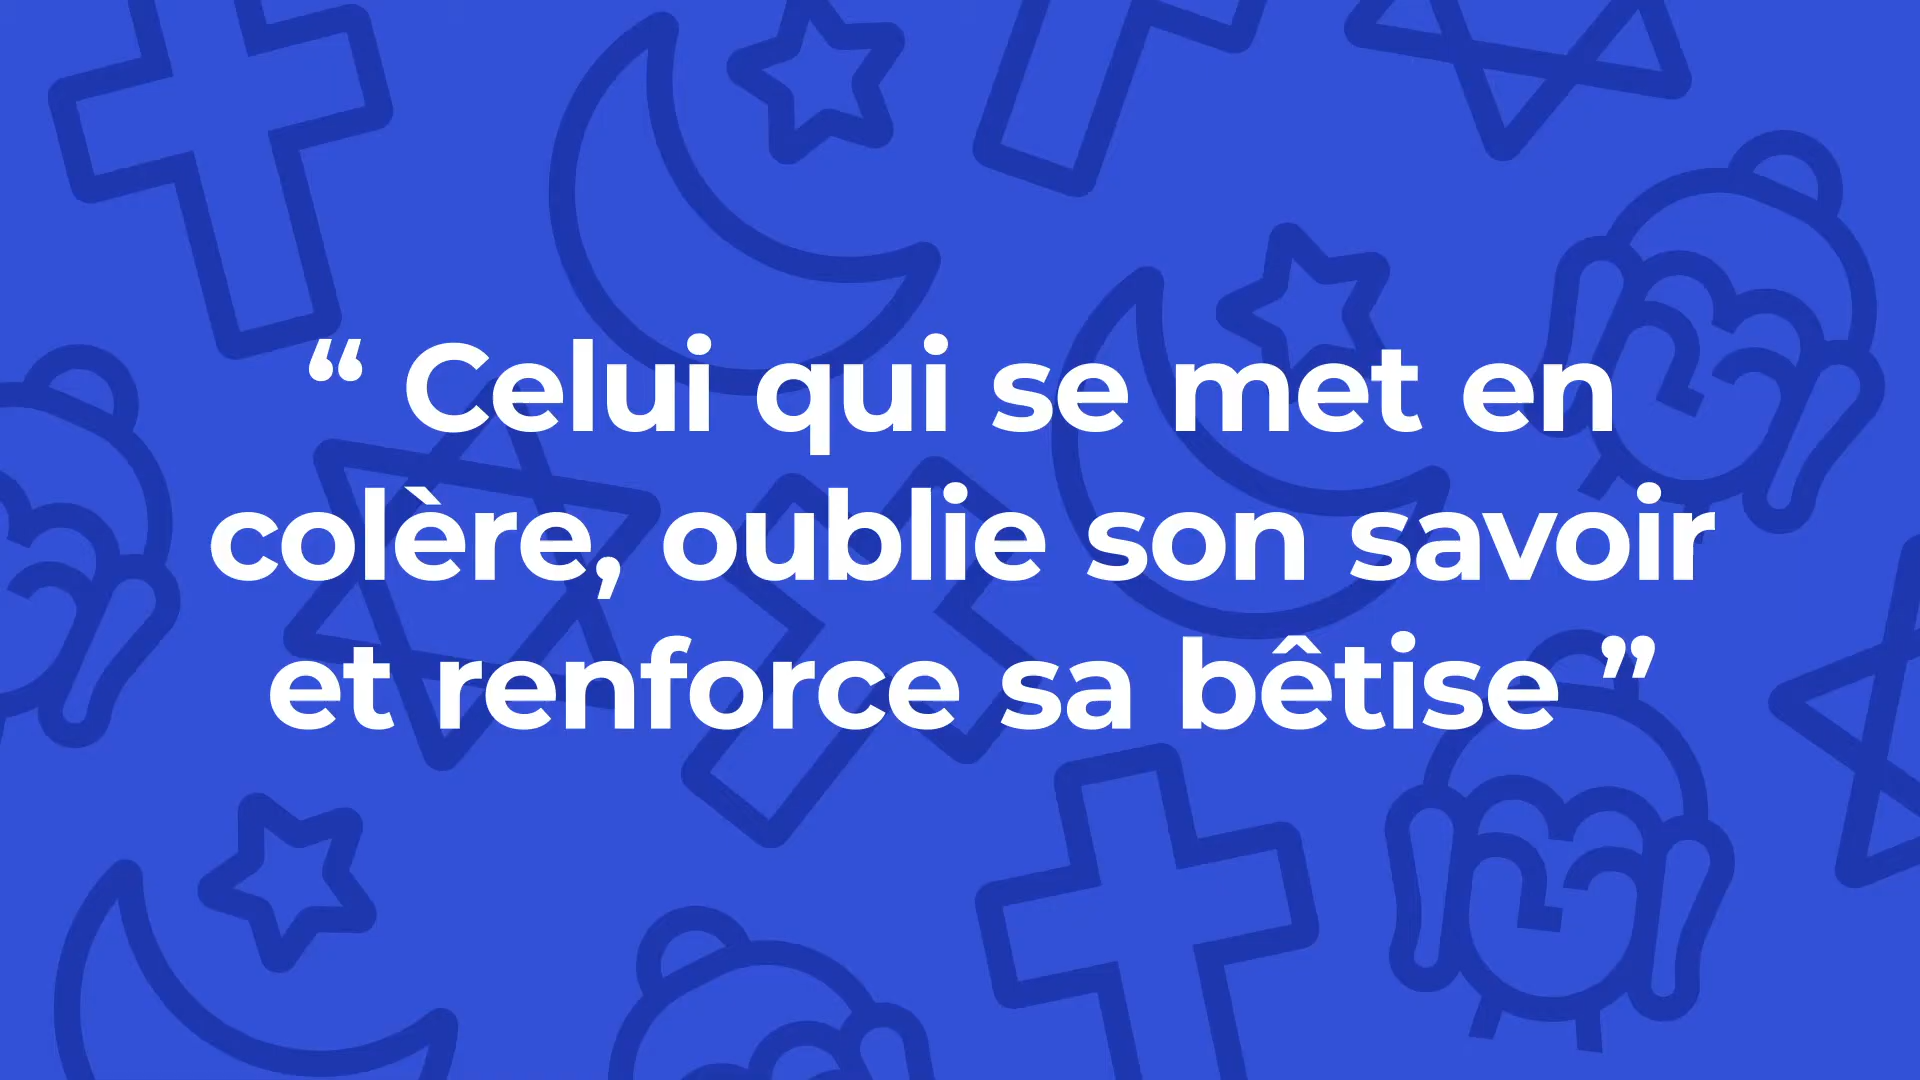 “ Celui qui se met en
colère, oublie son savoir
et renforce sa bêtise ”